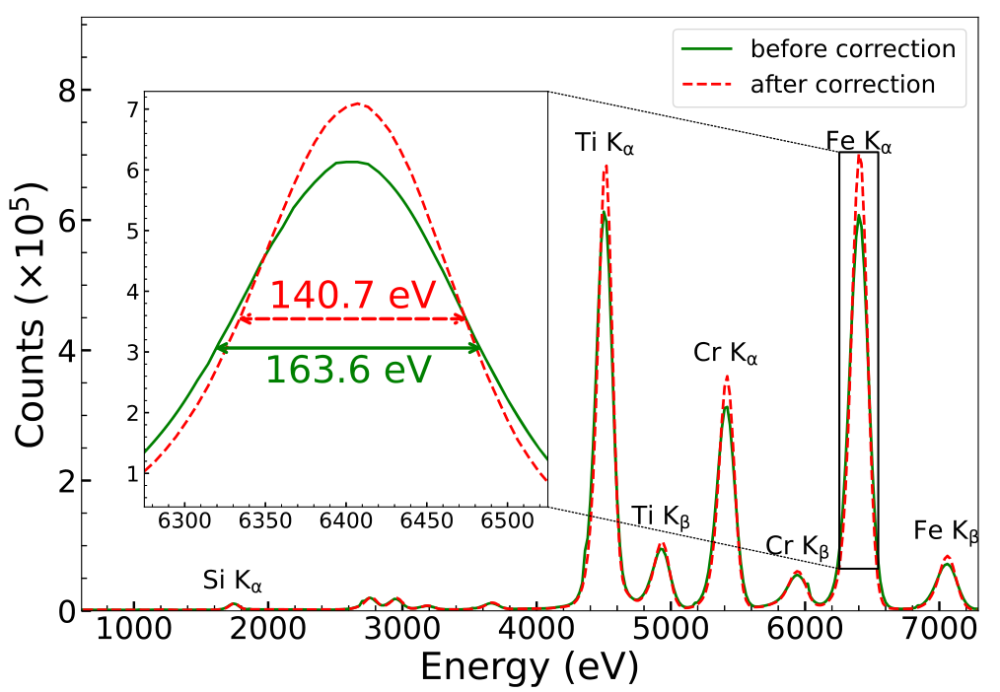 before correction
after correction
8
6
4
2
0
Counts (×10⁵)
7
6
5
4
3
2
1
140.7 eV
163.6 eV
6300 6350 6400 6450 6500
Si Kα
Ti Kα
Ti Kβ
Cr Kα
Cr Kβ
Fe Kα
Fe Kβ
1000 2000 3000 4000 5000 6000 7000
Energy (eV)